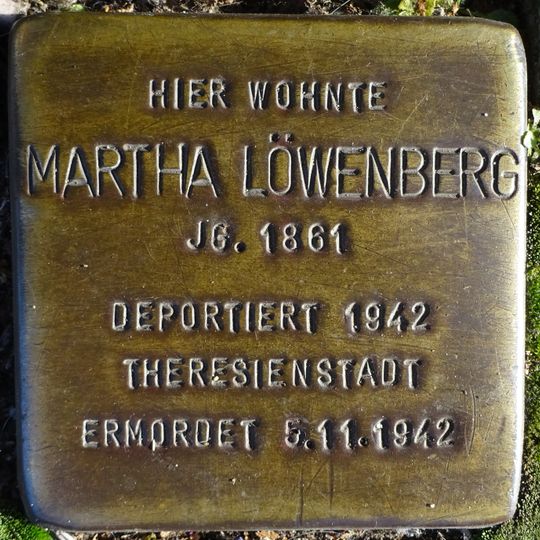 HIER WOHNTE
MARTHA LÖWENBERG
JG. 1861
DEPORTIERT 1942
THERESIENSTADT
ERMORDET 5.11.1942